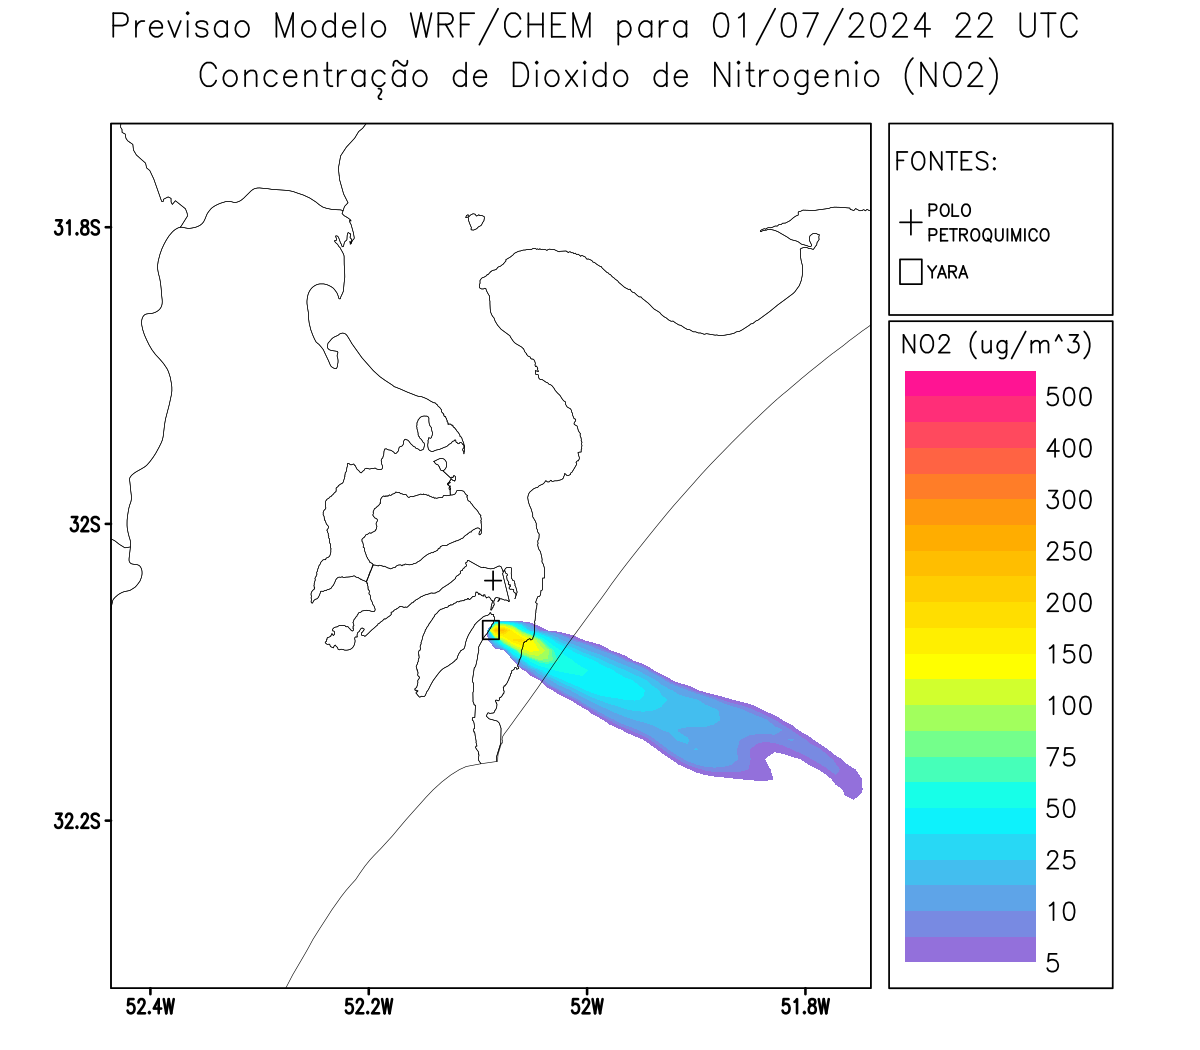 Previsao Modelo WRF/CHEM para 01/07/2024 22 UTC
Concentração de Dioxido de Nitrogenio (NO2)
FONTES:
POLO
PETROQUIMICO
YARA
NO2 (ug/m^3)
500
400
300
250
200
150
100
75
50
25
10
5
31.8S
32S
32.2S
52.4W
52.2W
52W
51.8W